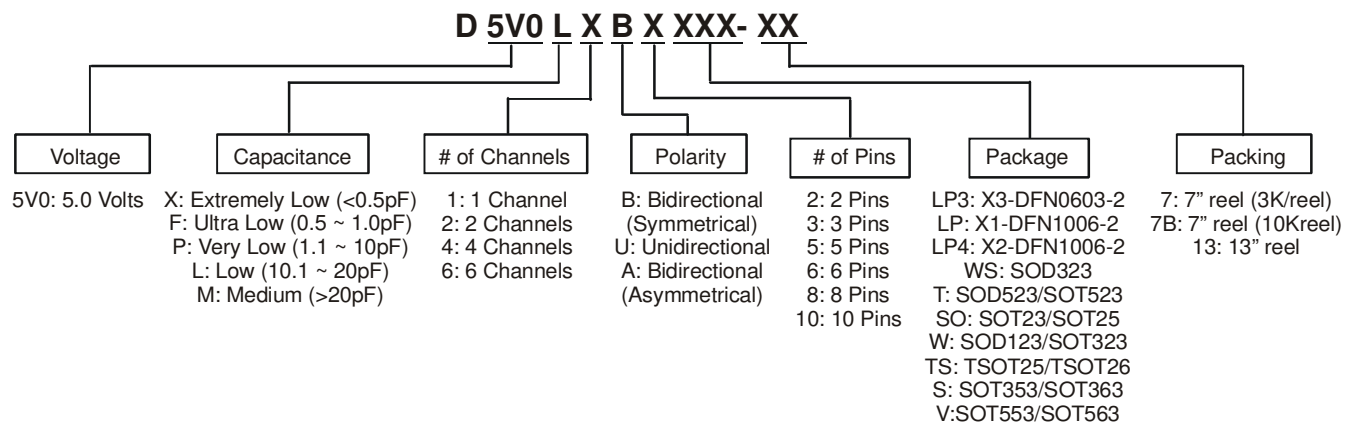 D 5V0 L X B X XXX- XX
Voltage
5V0: 5.0 Volts
Capacitance
X: Extremely Low (<0.5pF)
F: Ultra Low (0.5 ~ 1.0pF)
P: Very Low (1.1 ~ 10pF)
L: Low (10.1 ~ 20pF)
M: Medium (>20pF)
# of Channels
1: 1 Channel
2: 2 Channels
4: 4 Channels
6: 6 Channels
Polarity
B: Bidirectional
(Symmetrical)
U: Unidirectional
A: Bidirectional
(Asymmetrical)
# of Pins
2: 2 Pins
3: 3 Pins
5: 5 Pins
6: 6 Pins
8: 8 Pins
10: 10 Pins
Package
LP3: X3-DFN0603-2
LP: X1-DFN1006-2
LP4: X2-DFN1006-2
WS: SOD323
T: SOD523/SOT523
SO: SOT23/SOT25
W: SOD123/SOT323
TS: TSOT25/TSOT26
S: SOT353/SOT363
V:SOT553/SOT563
Packing
7: 7” reel (3K/reel)
7B: 7” reel (10Kreel)
13: 13” reel